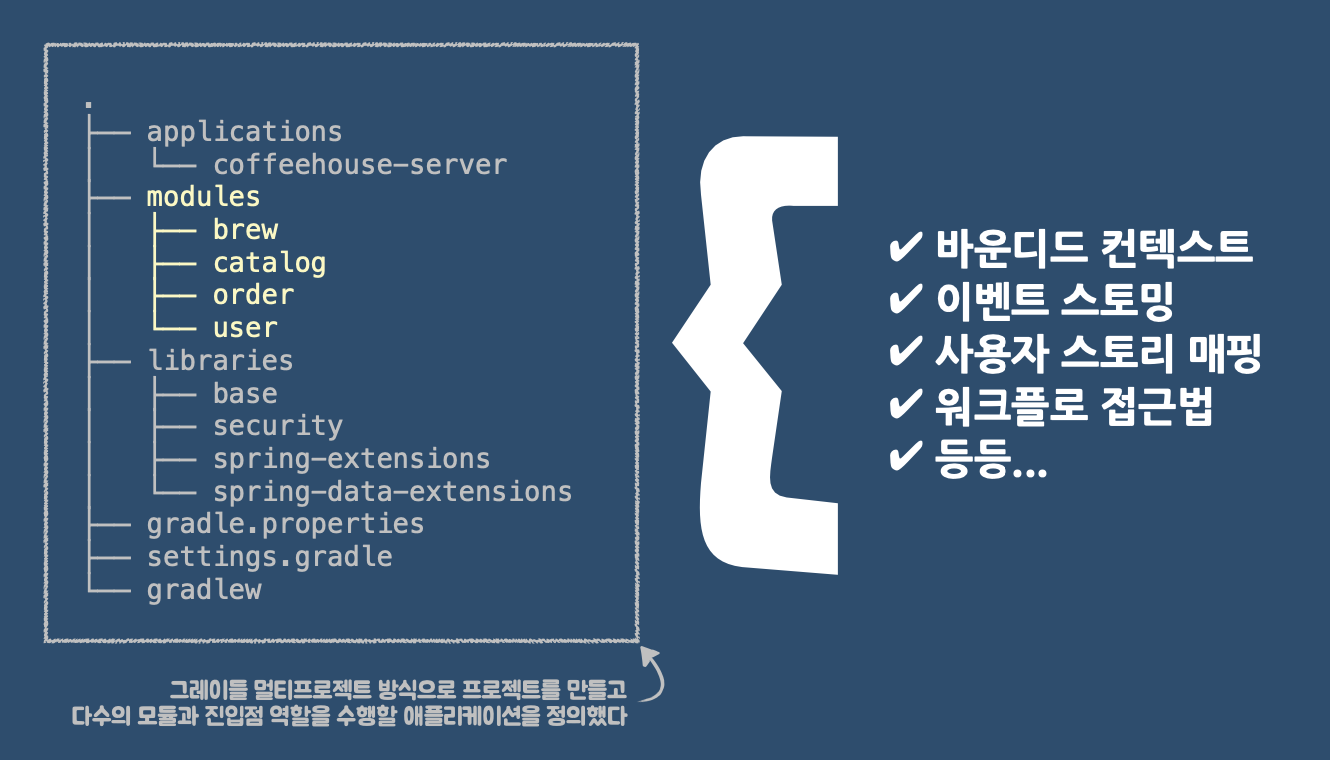 .
├── applications
│   └── coffeehouse-server
├── modules
│   ├── brew
│   ├── catalog
│   ├── order
│   └── user
├── libraries
│   ├── base
│   ├── security
│   ├── spring-extensions
│   └── spring-data-extensions
├── gradle.properties
├── settings.gradle
└── gradlew
그레이들 멀티프로젝트 방식으로 프로젝트를 만들고
다수의 모듈과 진입점 역할을 수행할 애플리케이션을 정의했다
{
✔ 바운디드 컨텍스트
✔ 이벤트 스토밍
✔ 사용자 스토리 매핑
✔ 워크플로 접근법
✔ 등등...